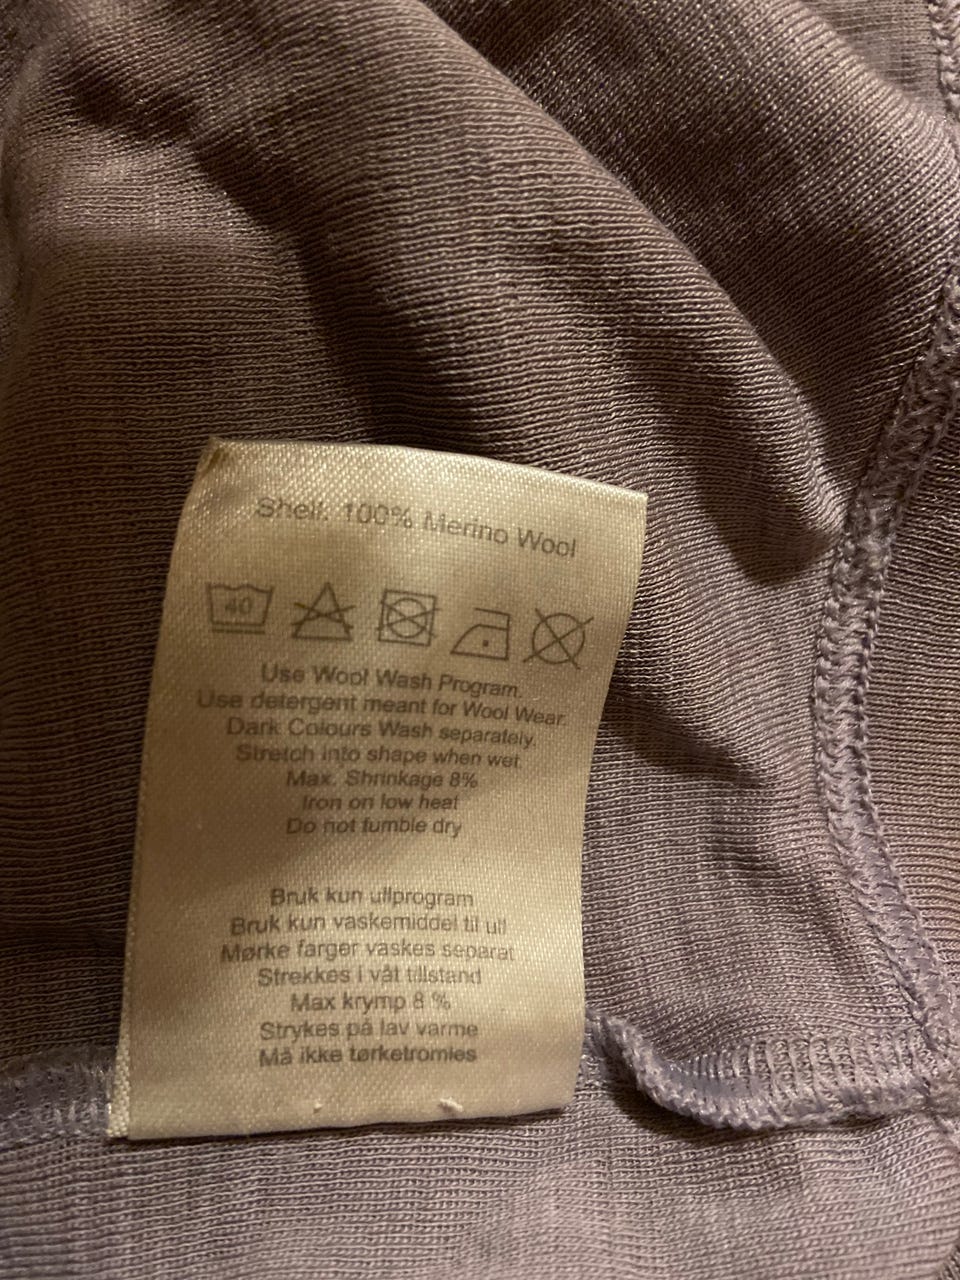 Shell: 100% Merino Wool
40
Use Wool Wash Program.
Use detergent meant for Wool Wear.
Dark Colours Wash separately.
Stretch into shape when wet.
Max. Shrinkage 8%
Iron on low heat
Do not tumble dry
Bruk kun ullprogram
Bruk kun vaskemiddel til ull
Mørke farger vaskes separat
Strekkes i våt tilstand
Max krymp 8 %
Strykes på lav varme
Må ikke tørketromles